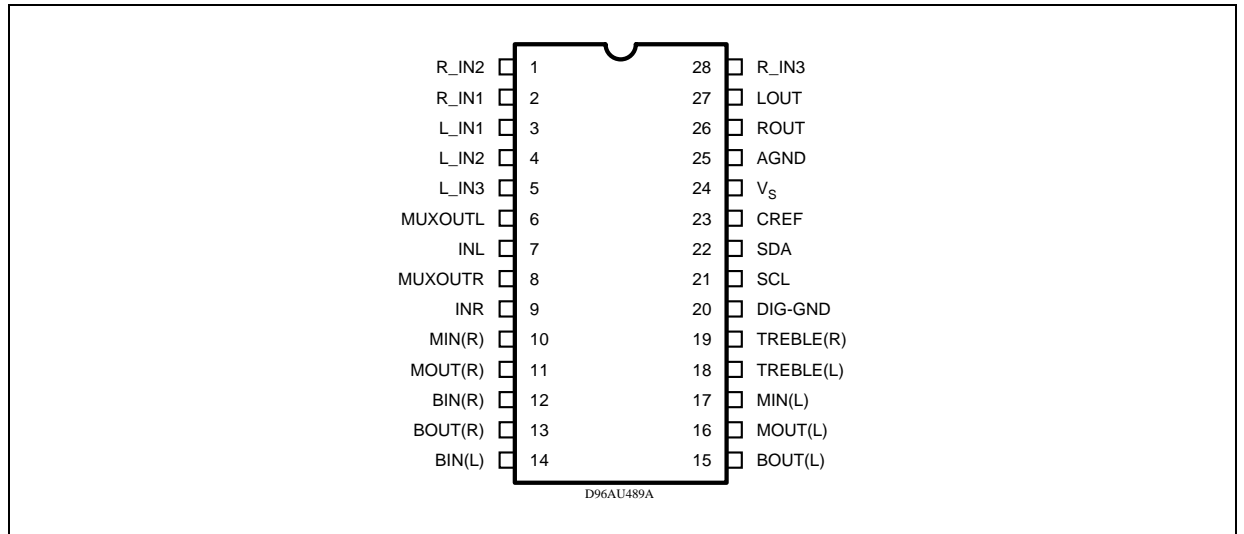 R_IN2 1 28 R_IN3
R_IN1 2 27 LOUT
L_IN1 3 26 ROUT
L_IN2 4 25 AGND
L_IN3 5 24 VS
MUXOUTL 6 23 CREF
INL 7 22 SDA
MUXOUTR 8 21 SCL
INR 9 20 DIG-GND
MIN(R) 10 19 TREBLE(R)
MOUT(R) 11 18 TREBLE(L)
BIN(R) 12 17 MIN(L)
BOUT(R) 13 16 MOUT(L)
BIN(L) 14 15 BOUT(L)
D96AU489A